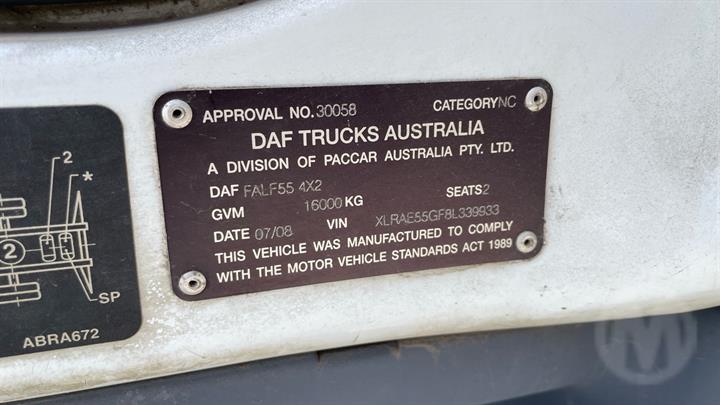 APPROVAL NO. 30058 CATEGORY NC
DAF TRUCKS AUSTRALIA
A DIVISION OF PACCAR AUSTRALIA PTY. LTD.
DAF FALF55 4X2
GVM 16000 KG SEATS 2
DATE 07/08 VIN XLRAE55GF8L339933
THIS VEHICLE WAS MANUFACTURED TO COMPLY
WITH THE MOTOR VEHICLE STANDARDS ACT 1989
2
*
2
SP
ABRA672
M